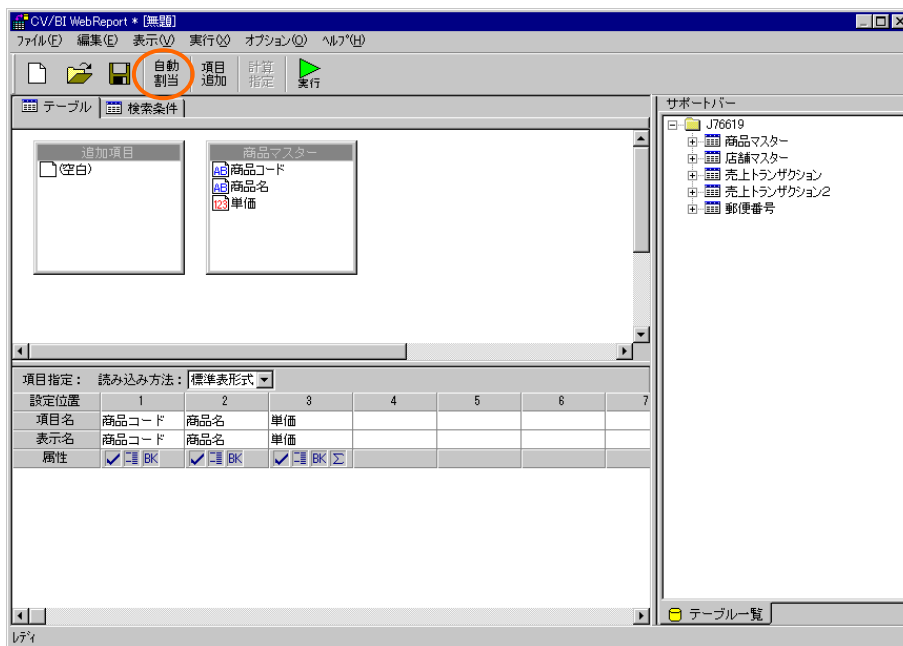 CV/BI WebReport * [無題]
ファイル(F) 編集(E) 表示(V) 実行(X) オプション(O) ヘルプ(H)
自動割当 項目追加 計算指定 実行
テーブル 検索条件
追加項目
(空白)
商品マスター
AB 商品コード
AB 商品名
123 単価
項目指定： 読み込み方法： 標準表形式
設定位置 1 2 3 4 5 6 7
項目名 商品コード 商品名 単価
表示名 商品コード 商品名 単価
属性 BK BK BK Σ
レディ
サポートバー
J76619
商品マスター
店舗マスター
売上トランザクション
売上トランザクション2
郵便番号
テーブル一覧